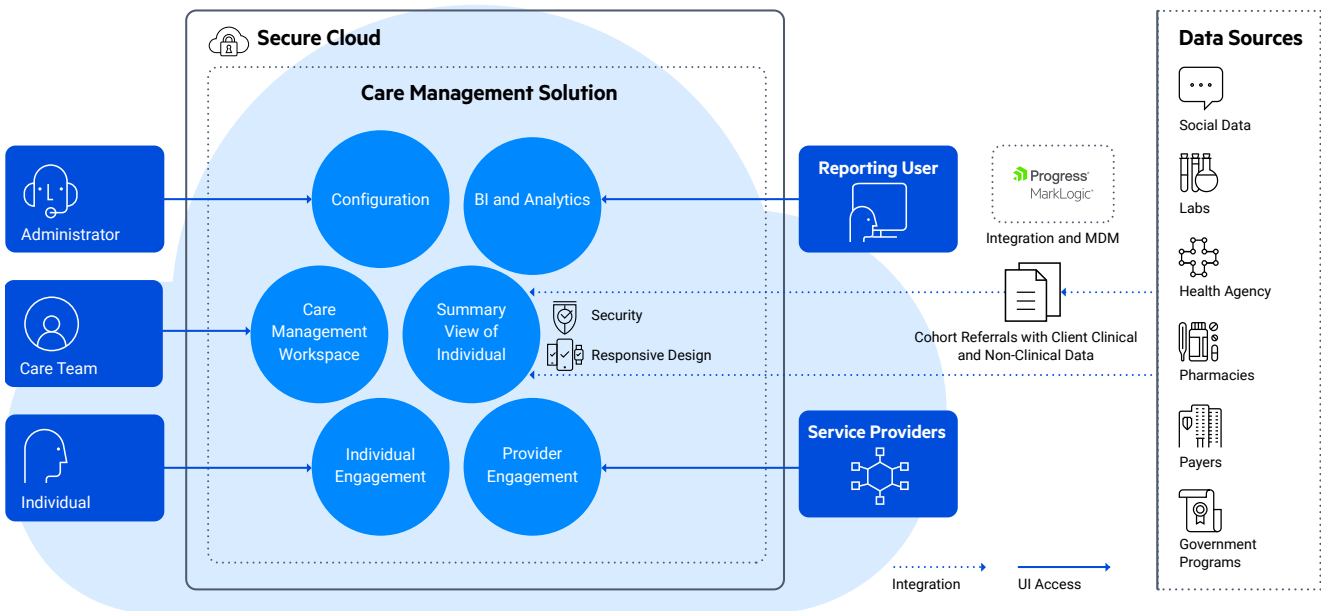 Secure Cloud
Care Management Solution
Administrator
Care Team
Individual
Configuration
BI and Analytics
Care
Management
Workspace
Summary
View of
Individual
Individual
Engagement
Provider
Engagement
Security
Responsive Design
Reporting User
Service Providers
Progress®
MarkLogic®
Integration and MDM
Cohort Referrals with Client Clinical
and Non-Clinical Data
Integration
UI Access
Data Sources
Social Data
Labs
Health Agency
Pharmacies
Payers
Government
Programs